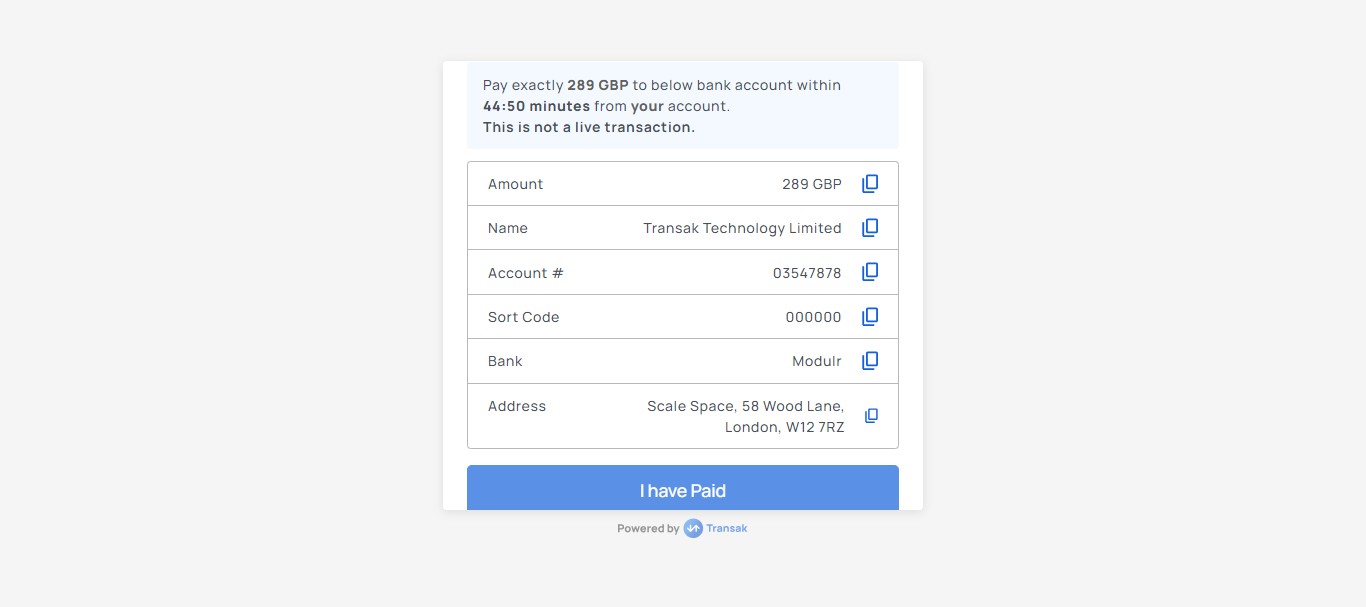 Pay exactly 289 GBP to below bank account within
44:50 minutes from your account.
This is not a live transaction.
Amount 289 GBP
Name Transak Technology Limited
Account # 03547878
Sort Code 000000
Bank Modulr
Address Scale Space, 58 Wood Lane,
London, W12 7RZ
I have Paid
Powered by Transak